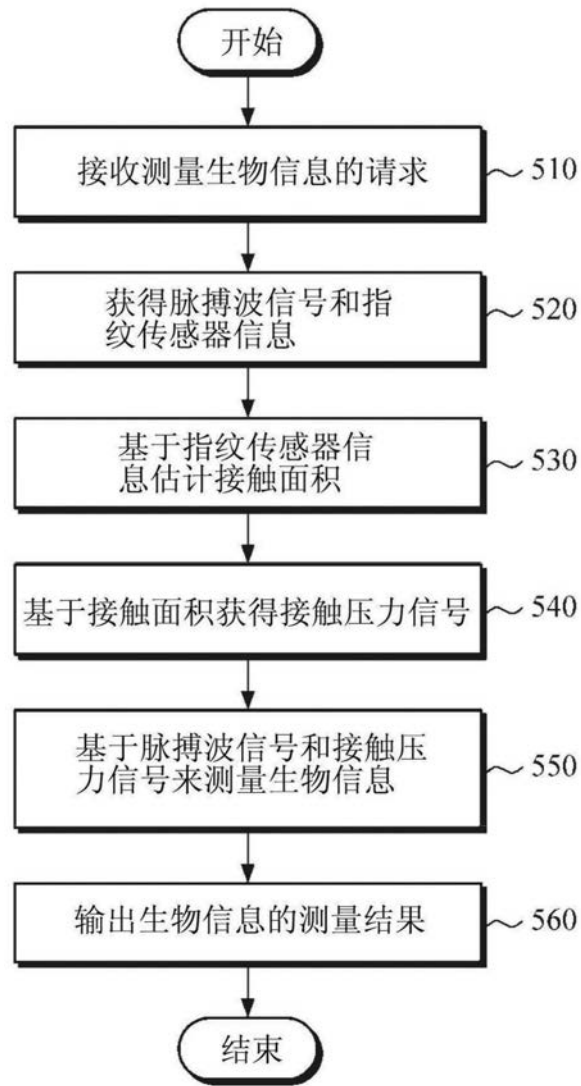 开始
接收测量生物信息的请求
510
获得脉搏波信号和指
纹传感器信息
520
基于指纹传感器信
息估计接触面积
530
基于接触面积获得接触压力信号
540
基于脉搏波信号和接触压
力信号来测量生物信息
550
输出生物信息的测量结果
560
结束